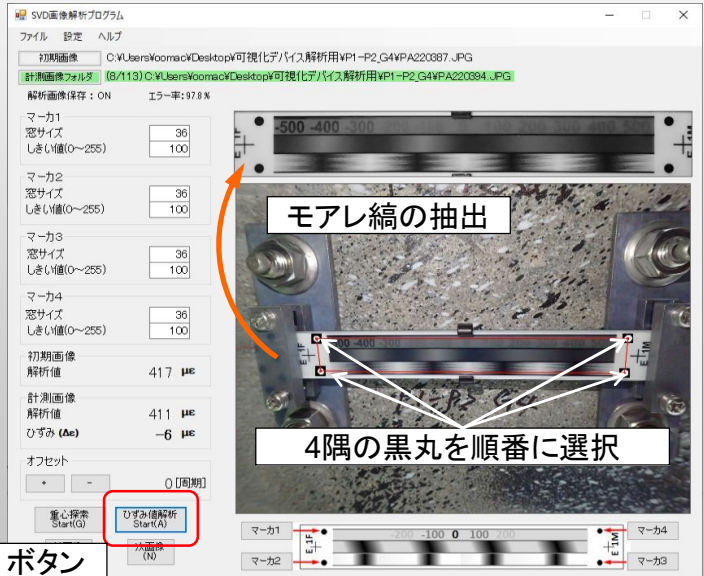 SVD画像解析プログラム
ファイル 設定 ヘルプ
初期画像 C:¥Users¥oomac¥Desktop¥可視化デバイス解析用¥P1-P2_G4¥PA220387.JPG
計測画像フォルダ (8/113) C:¥Users¥oomac¥Desktop¥可視化デバイス解析用¥P1-P2_G4¥PA220394.JPG
解析画像保存：ON エラー率：97.8%
マーカ1
窓サイズ 36
しきい値(0～255) 100
マーカ2
窓サイズ 36
しきい値(0～255) 100
マーカ3
窓サイズ 36
しきい値(0～255) 100
マーカ4
窓サイズ 36
しきい値(0～255) 100
初期画像
解析値 417 με
計測画像
解析値 411 με
ひずみ (Δε) -6 με
オフセット
+ - 0 [周期]
重心探索
Start(G)
ひずみ値解析
Start(A)
次画像
(N)
ボタン
-500 -400 -300 100 200 300 400 500
モアレ縞の抽出
00 -400 -300
E.1F
E.1M
4隅の黒丸を順番に選択
マーカ1
マーカ2
E.1F
-200 -100 0 100 200
E.1M
マーカ4
マーカ3